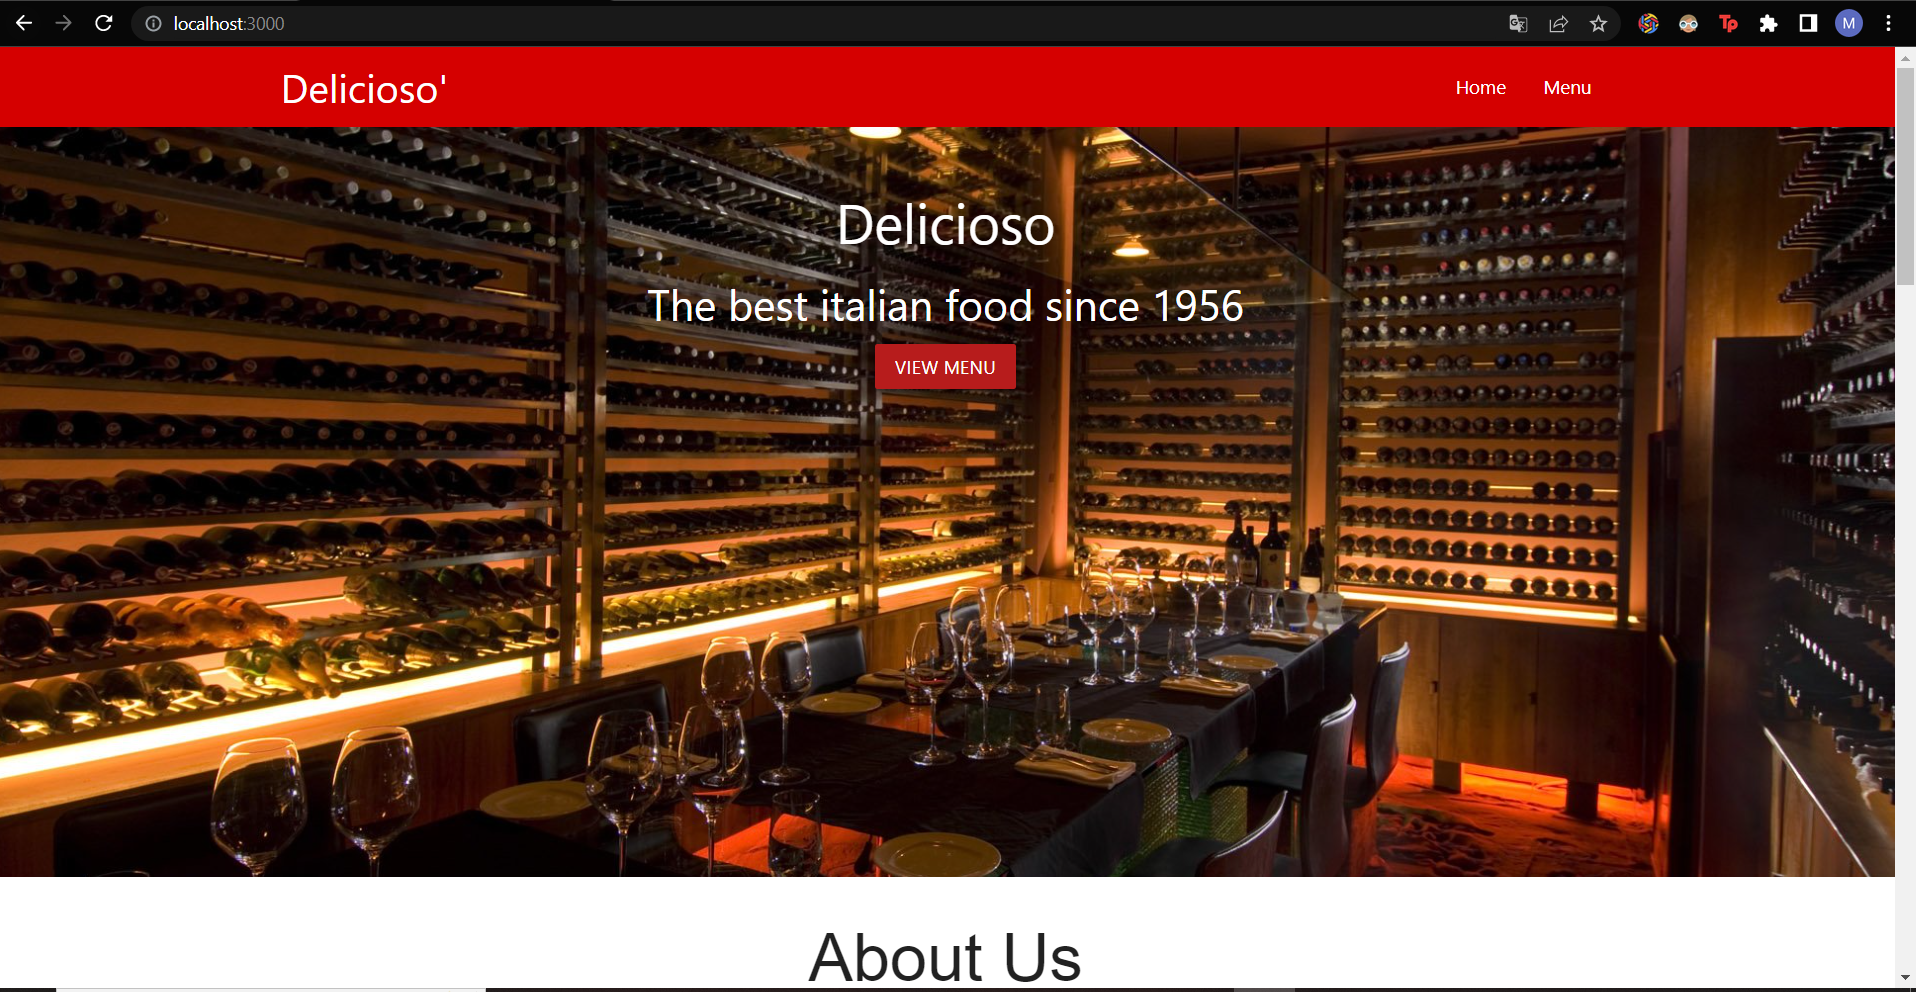 localhost:3000
Tp
M
Delicioso'
Home
Menu
Delicioso
The best italian food since 1956
VIEW MENU
About Us